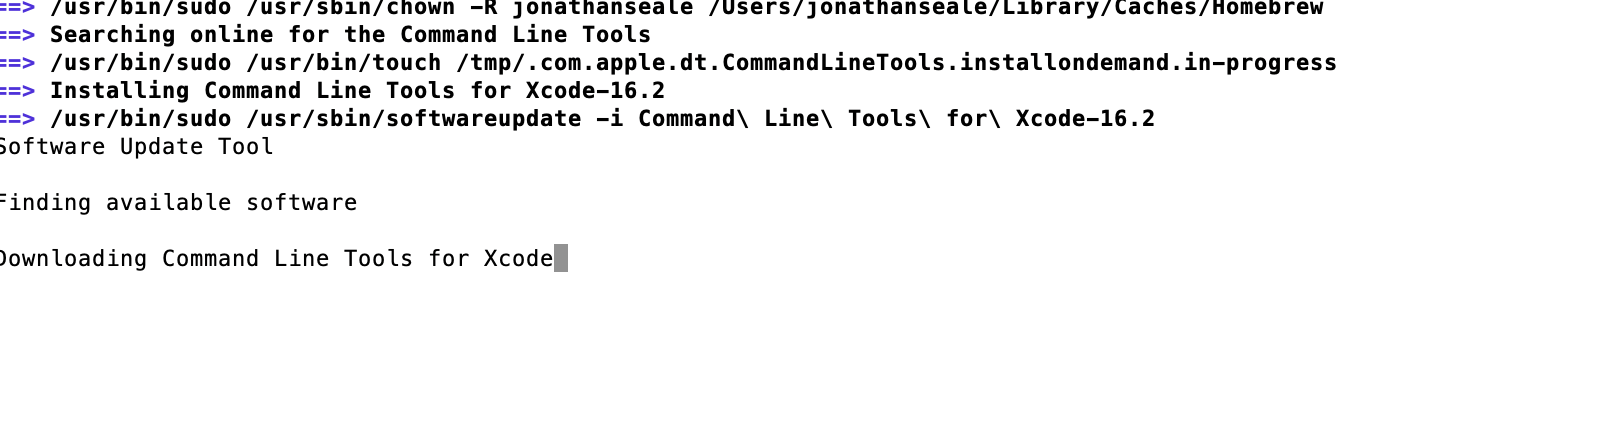 ==> /usr/bin/sudo /usr/sbin/chown -R jonathanseale /Users/jonathanseale/Library/Caches/Homebrew
==> Searching online for the Command Line Tools
==> /usr/bin/sudo /usr/bin/touch /tmp/.com.apple.dt.CommandLineTools.installondemand.in-progress
==> Installing Command Line Tools for Xcode-16.2
==> /usr/bin/sudo /usr/sbin/softwareupdate -i Command\ Line\ Tools\ for\ Xcode-16.2
Software Update Tool
Finding available software
Downloading Command Line Tools for Xcode